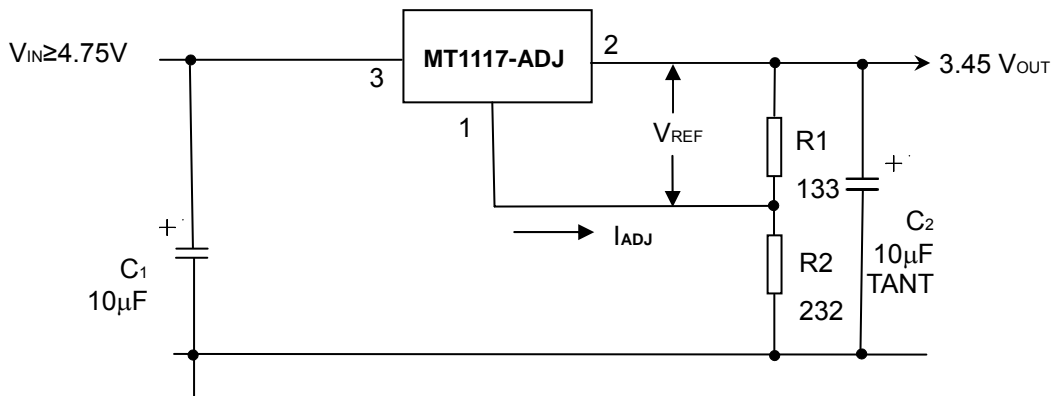 VIN≥4.75V
MT1117-ADJ
3
2
1
3.45 VOUT
VREF
R1
133
+
IADJ
R2
232
C2
10μF
TANT
+
C1
10μF